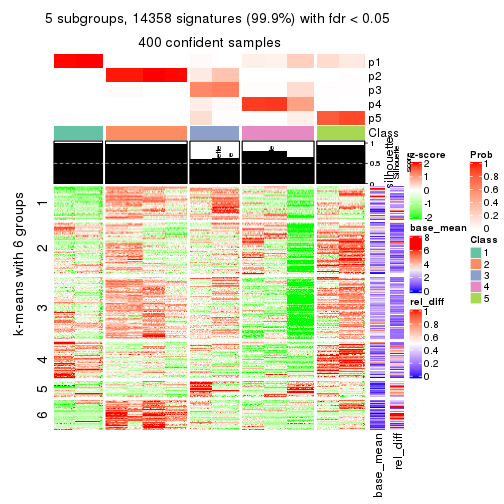 5 subgroups, 14358 signatures (99.9%) with fdr < 0.05
400 confident samples
p1
p2
p3
p4
p5
Class
1
0.5
0
silhouette
Silhouette
score
k-means with 6 groups
1
2
3
4
5
6
base_mean
rel_diff
z-score
2
1
0
-1
-2
base_mean
8
6
4
2
0
rel_diff
1
0.8
0.6
0.4
0.2
0
Prob
1
0.8
0.6
0.4
0.2
0
Class
1
2
3
4
5